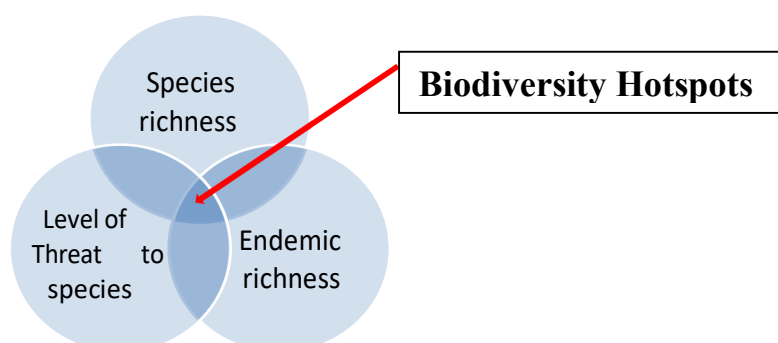 Species
richness
Biodiversity Hotspots
Level of
Threat to
species
Endemic
richness